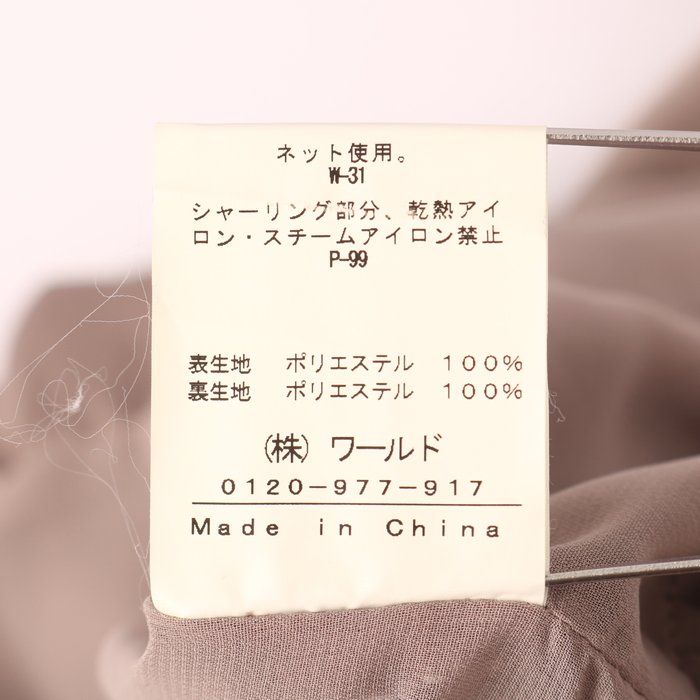 ネット使用。
W-31
シャーリング部分、乾熱アイ
ロン・スチームアイロン禁止
P-99
表生地 ポリエステル 100%
裏生地 ポリエステル 100%
(株) ワールド
0120-977-917
Made in China